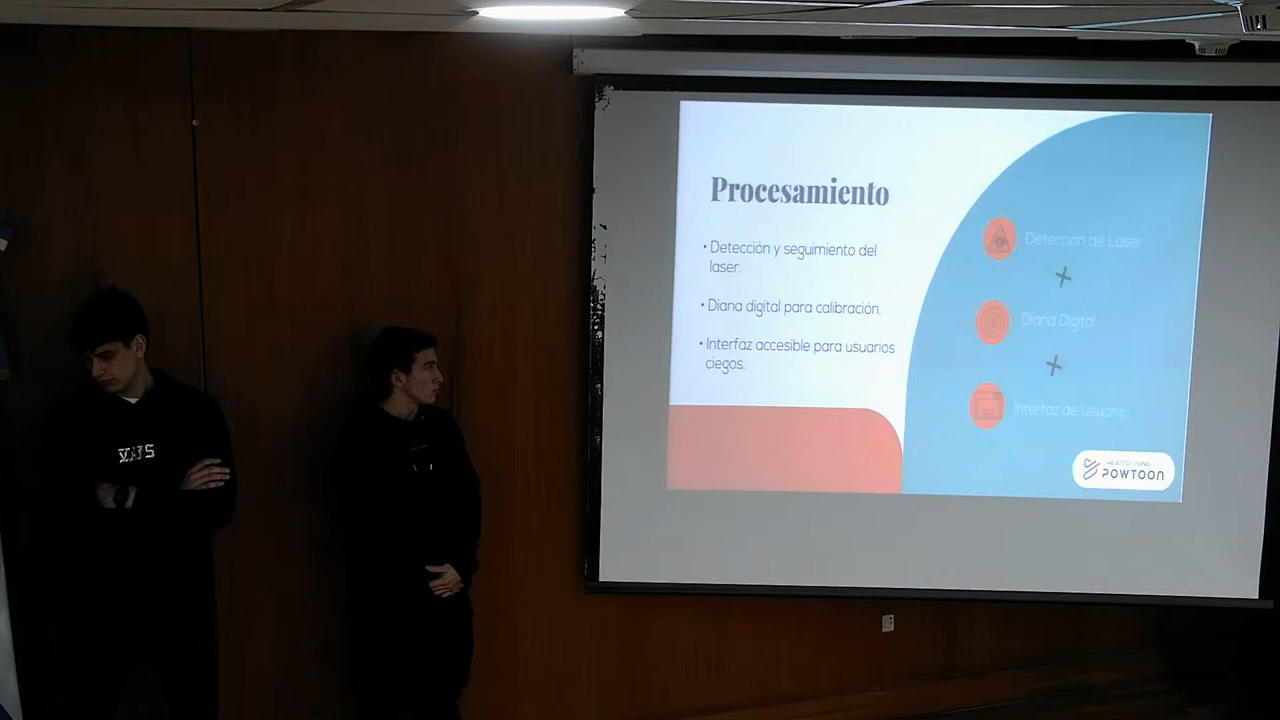 Procesamiento
• Detección y seguimiento del
laser.
• Diana digital para calibración.
• Interfaz accesible para usuarios
ciegos.
Detección de Laser
+
Diana Digital
+
Interfaz de Usuario
POWTOON
VANS